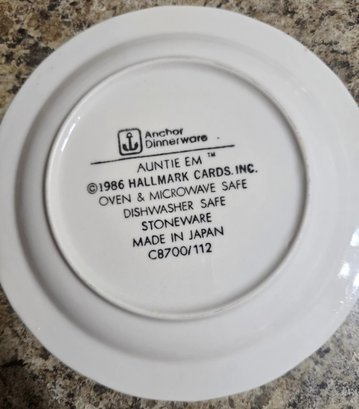 Anchor
Dinnerware
AUNTIE EM ™
©1986 HALLMARK CARDS, INC.
OVEN & MICROWAVE SAFE
DISHWASHER SAFE
STONEWARE
MADE IN JAPAN
C8700/112